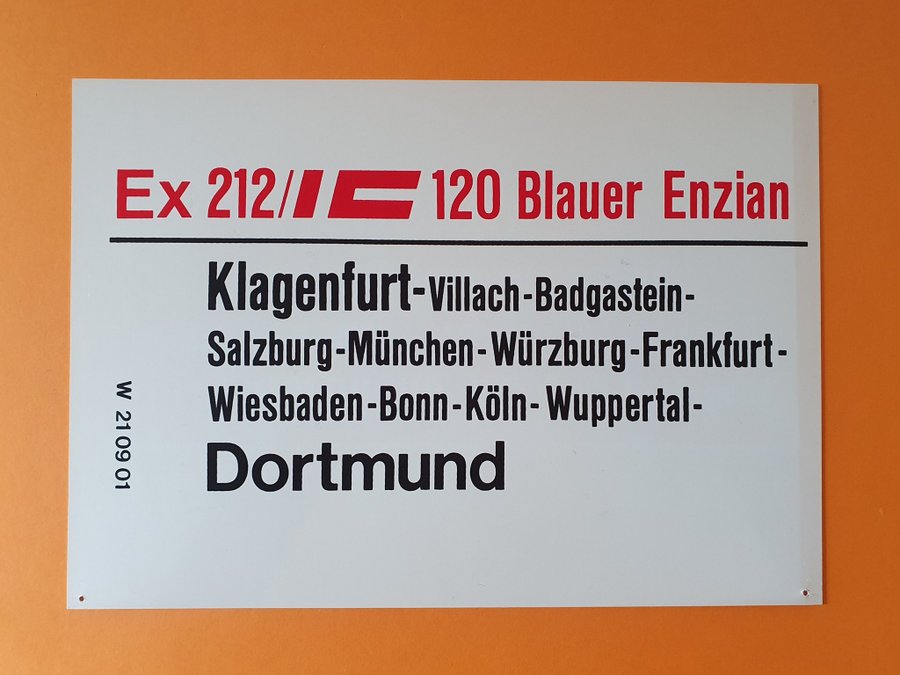 Ex 212/IC 120 Blauer Enzian
Klagenfurt-Villach-Badgastein-
Salzburg-München-Würzburg-Frankfurt-
Wiesbaden-Bonn-Köln-Wuppertal-
Dortmund
W 21 09 01